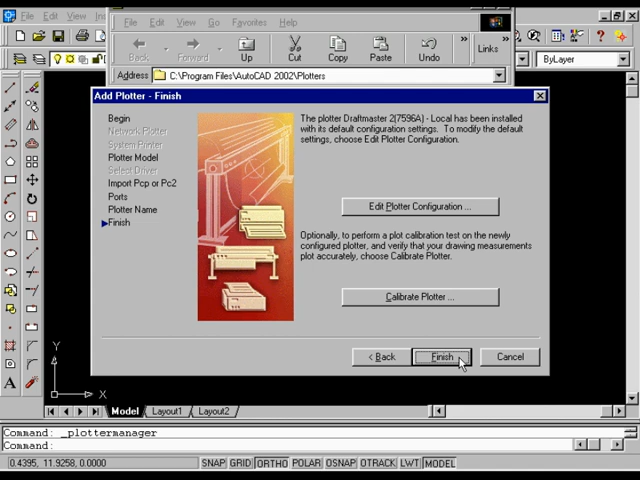 File Edit View Go Favorites Help
Back
Forward
Up
Cut
Copy
Paste
Undo
»
Links
»
Address C:\Program Files\AutoCAD 2002\Plotters
File Edit View Ins
ByLayer
Add Plotter - Finish
Begin
Network Plotter
System Printer
Plotter Model
Select Driver
Import Pcp or Pc2
Ports
Plotter Name
Finish
The plotter Draftmaster 2(7596A) - Local has been installed
with its default configuration settings. To modify the default
settings, choose Edit Plotter Configuration.
Edit Plotter Configuration ...
Optionally, to perform a plot calibration test on the newly
configured plotter, and verify that your drawing measurements
plot accurately, choose Calibrate Plotter.
Calibrate Plotter ...
< Back
Finish
Cancel
Y
X
A
Model Layout1 Layout2
Command: _plottermanager
Command:
0.4395, 11.9258, 0.0000 SNAP GRID ORTHO POLAR OSNAP OTRACK LWT MODEL